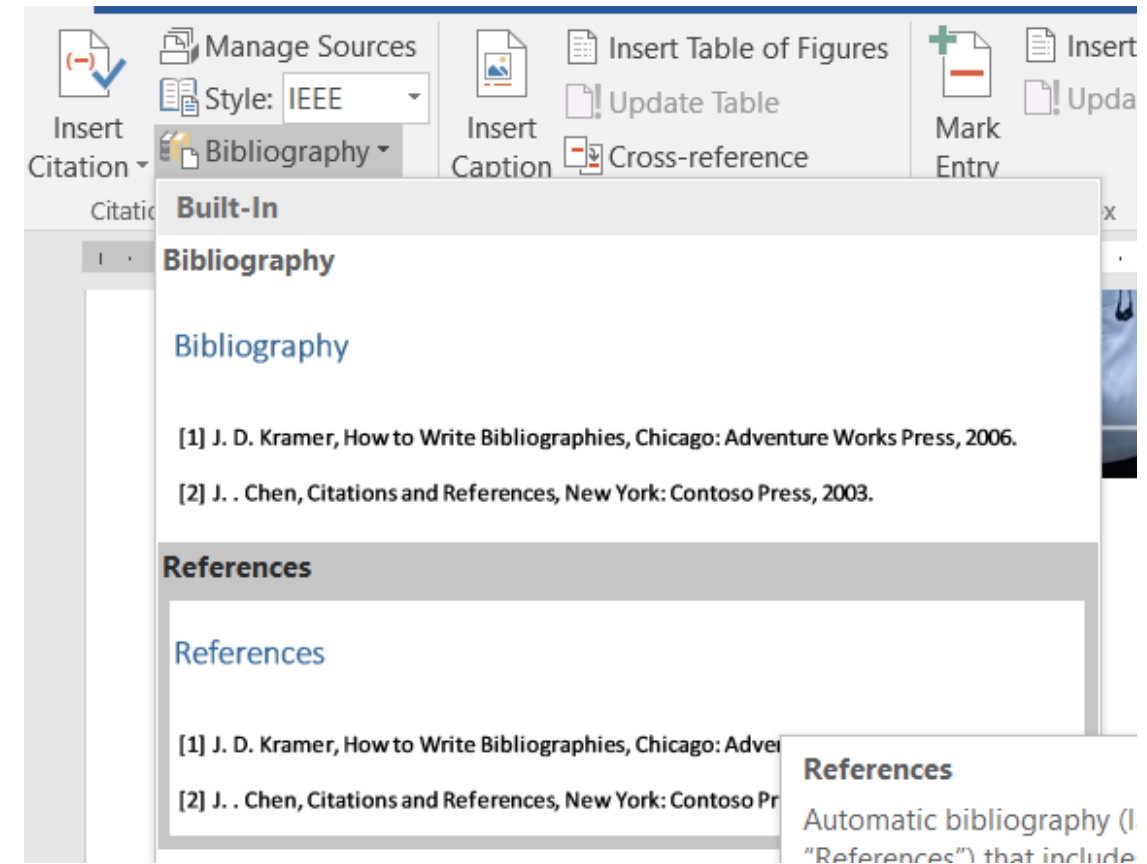 Manage Sources
Style: IEEE
Insert Citation
Bibliography
Insert Caption
Insert Table of Figures
Update Table
Cross-reference
Mark Entry
Insert
Upda
Citatic
x
Built-In
Bibliography
Bibliography
[1] J. D. Kramer, How to Write Bibliographies, Chicago: Adventure Works Press, 2006.
[2] J. . Chen, Citations and References, New York: Contoso Press, 2003.
References
References
[1] J. D. Kramer, How to Write Bibliographies, Chicago: Adve
[2] J. . Chen, Citations and References, New York: Contoso Pr
References
Automatic bibliography (l
"References") that include